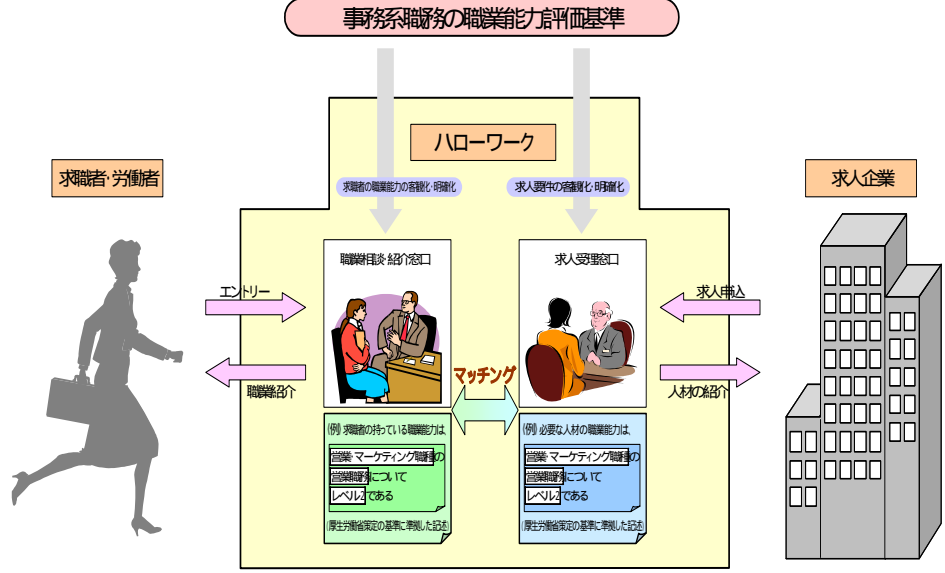 事務系職務の職業能力評価基準
ハローワーク
求職者・労働者
求職者の職業能力の客観化・明確化
求人要件の客観化・明確化
求人企業
職業相談・紹介窓口
求人受理窓口
エントリー
求人申込
職業紹介
マッチング
人材の紹介
(例) 求職者の持っている職業能力は、
営業・マーケティング職種の
営業職務について
レベル2である
(厚生労働省策定の基準に準拠した記述)
(例) 必要な人材の職業能力は、
営業・マーケティング職種の
営業職務について
レベル2である
(厚生労働省策定の基準に準拠した記述)